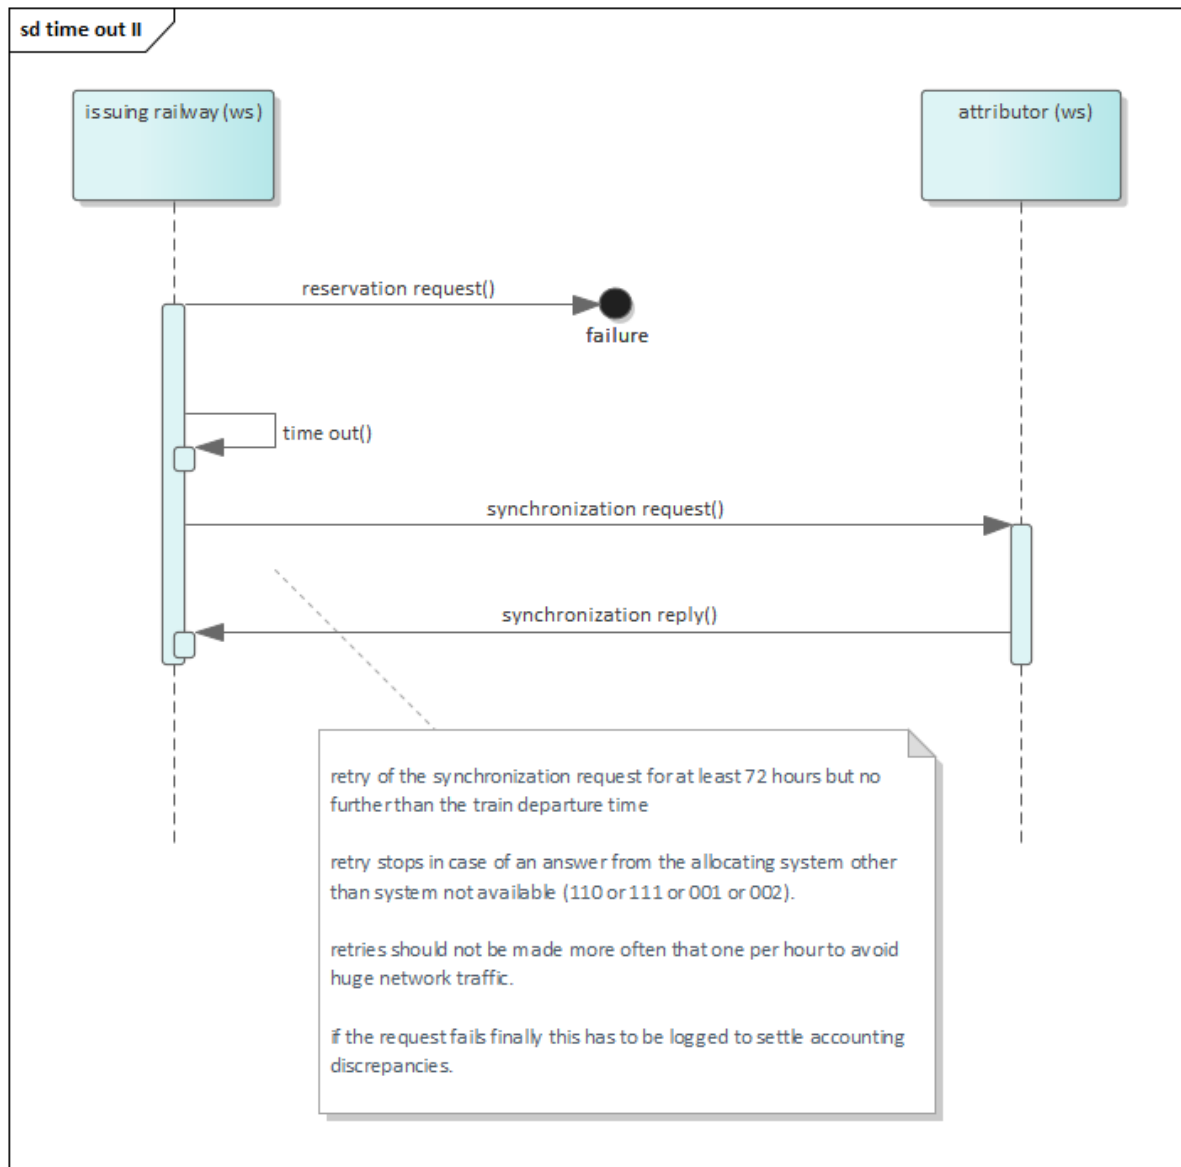 sd time out II
issuing railway (ws)
attributor (ws)
reservation request()
failure
time out()
synchronization request()
synchronization reply()
retry of the synchronization request for at least 72 hours but no
further than the train departure time
retry stops in case of an answer from the allocating system other
than system not available (110 or 111 or 001 or 002).
retries should not be made more often that one per hour to avoid
huge network traffic.
if the request fails finally this has to be logged to settle accounting
discrepancies.